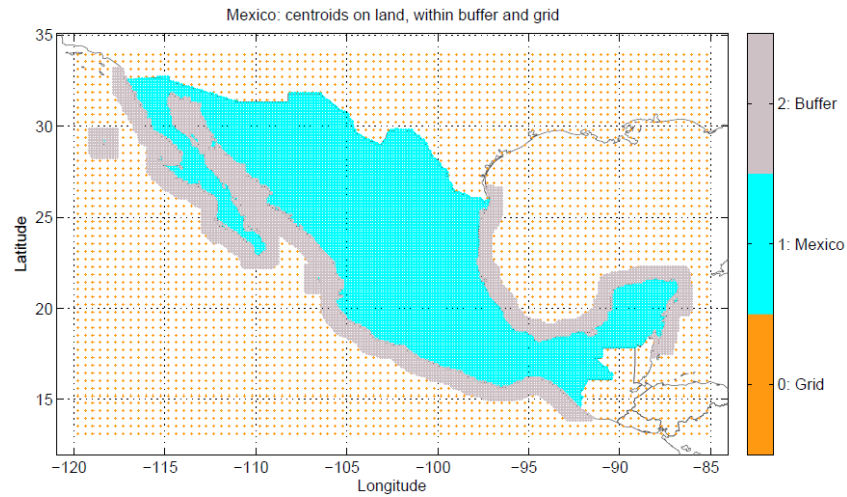 Mexico: centroids on land, within buffer and grid
35
30
25
20
15
Latitude
−120
−115
−110
−105
−100
−95
−90
−85
Longitude
2: Buffer
1: Mexico
0: Grid